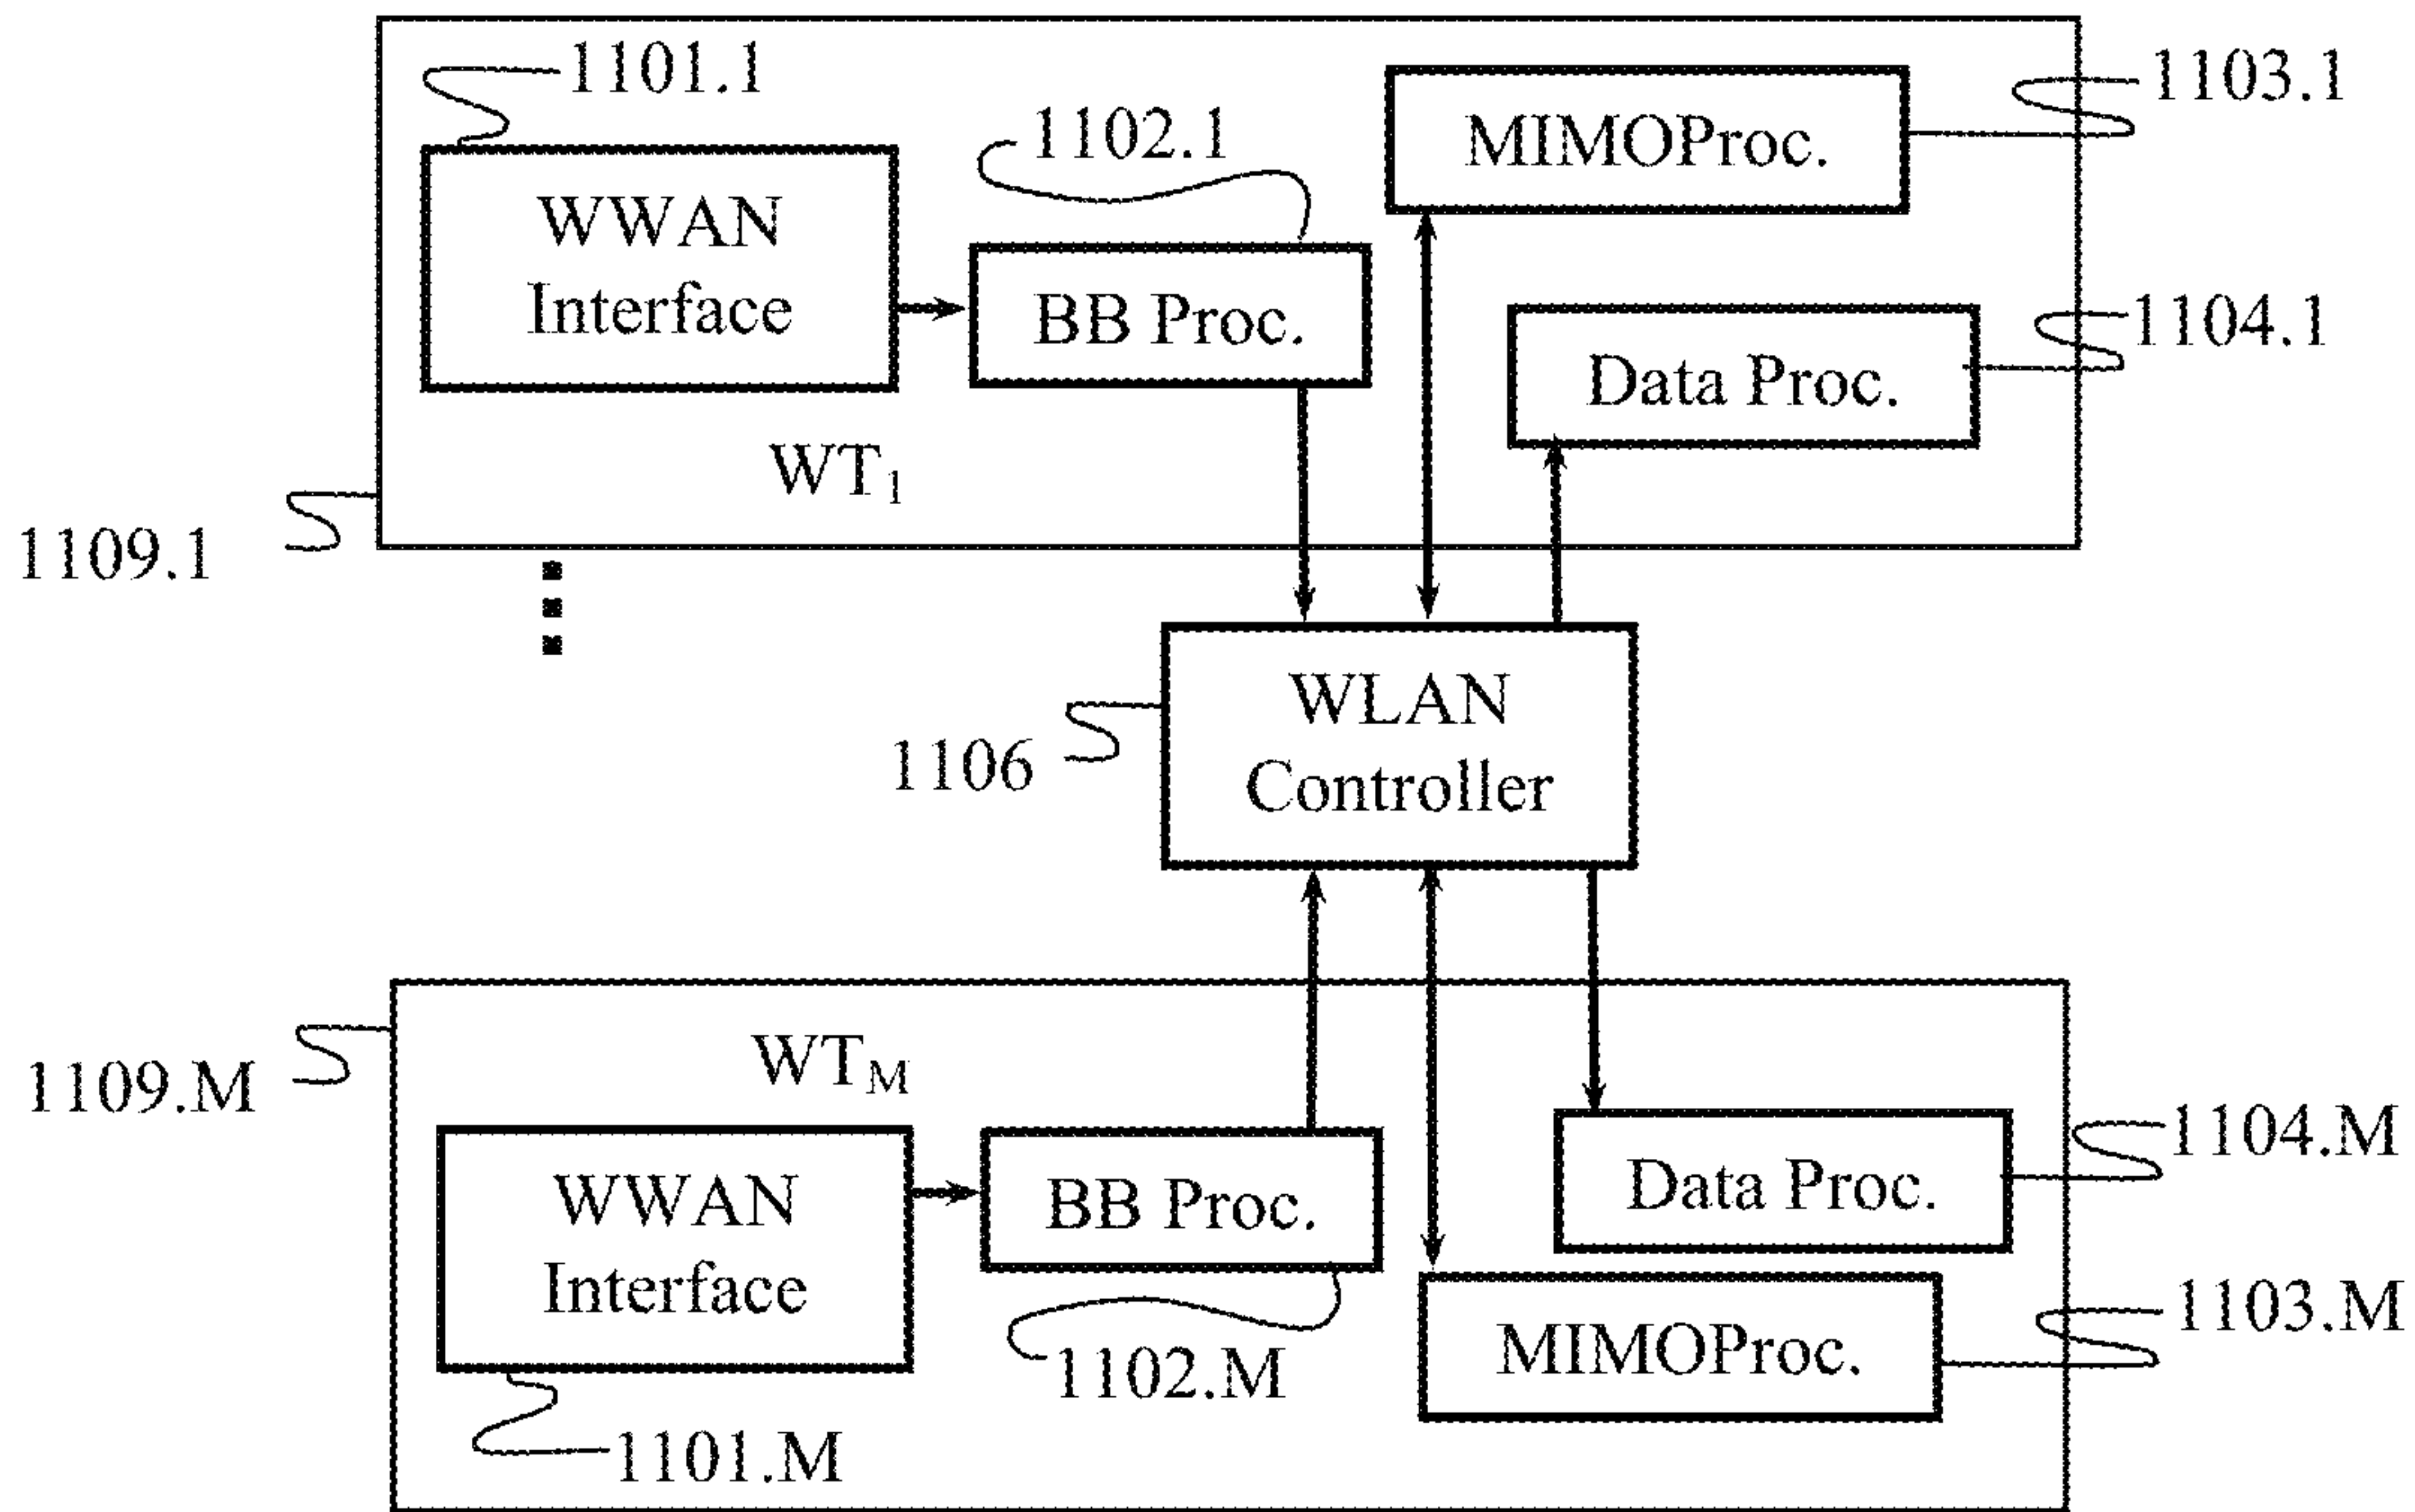 1101.1
1103.1
1102.1
MIMOProc.
WWAN
Interface
BB Proc.
1104.1
Data Proc.
WT1
1109.1
WLAN
Controller
1106
WTM
1109.M
1104.M
WWAN
Interface
BB Proc.
Data Proc.
1103.M
MIMOProc.
1102.M
1101.M